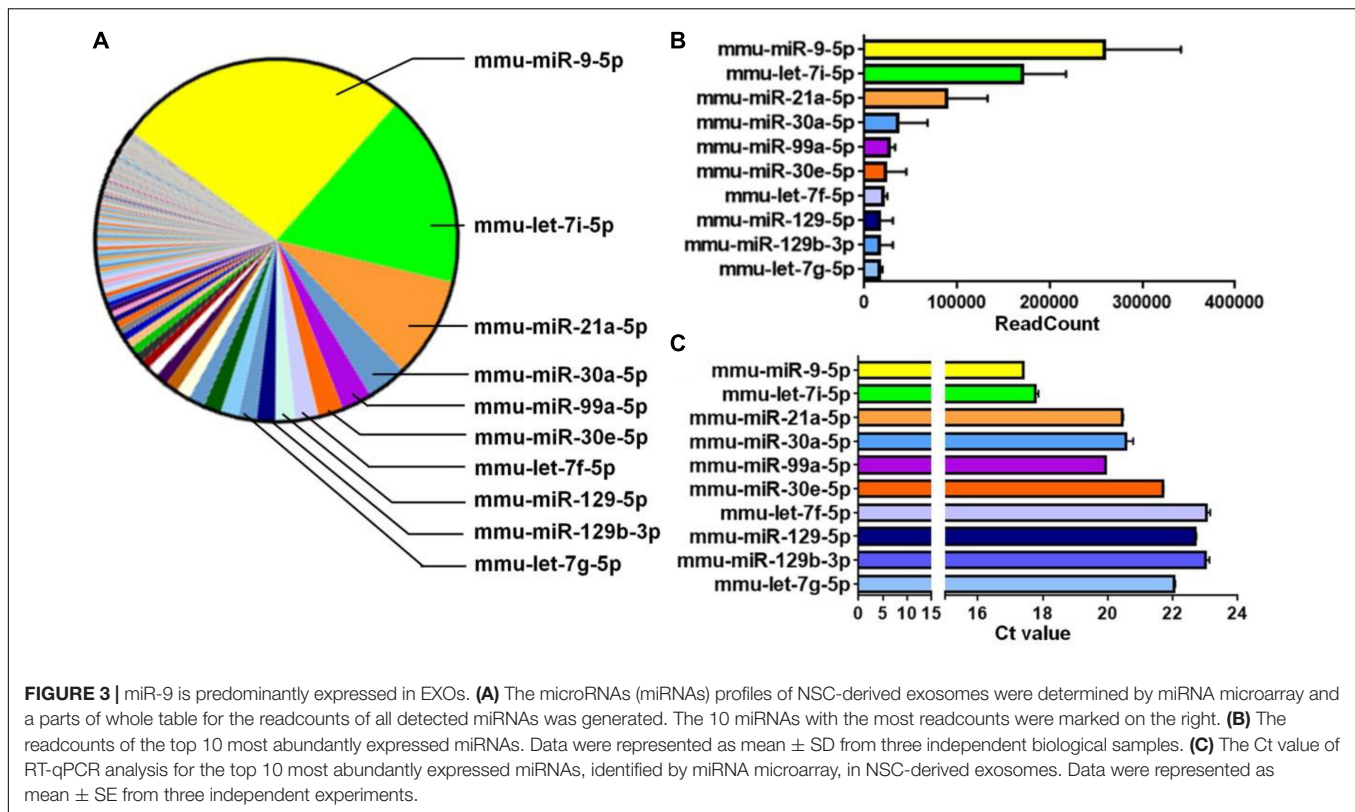 A
mmu-miR-9-5p
mmu-let-7i-5p
mmu-miR-21a-5p
mmu-miR-30a-5p
mmu-miR-99a-5p
mmu-miR-30e-5p
mmu-let-7f-5p
mmu-miR-129-5p
mmu-miR-129b-3p
mmu-let-7g-5p
B
mmu-miR-9-5p
mmu-let-7i-5p
mmu-miR-21a-5p
mmu-miR-30a-5p
mmu-miR-99a-5p
mmu-miR-30e-5p
mmu-let-7f-5p
mmu-miR-129-5p
mmu-miR-129b-3p
mmu-let-7g-5p
0 100000 200000 300000 400000
ReadCount
C
mmu-miR-9-5p
mmu-let-7i-5p
mmu-miR-21a-5p
mmu-miR-30a-5p
mmu-miR-99a-5p
mmu-miR-30e-5p
mmu-let-7f-5p
mmu-miR-129-5p
mmu-miR-129b-3p
mmu-let-7g-5p
0 5 10 15 16 18 20 22 24
Ct value
FIGURE 3 | miR-9 is predominantly expressed in EXOs. (A) The microRNAs (miRNAs) profiles of NSC-derived exosomes were determined by miRNA microarray and
a parts of whole table for the readcounts of all detected miRNAs was generated. The 10 miRNAs with the most readcounts were marked on the right. (B) The
readcounts of the top 10 most abundantly expressed miRNAs. Data were represented as mean ± SD from three independent biological samples. (C) The Ct value of
RT-qPCR analysis for the top 10 most abundantly expressed miRNAs, identified by miRNA microarray, in NSC-derived exosomes. Data were represented as
mean ± SE from three independent experiments.